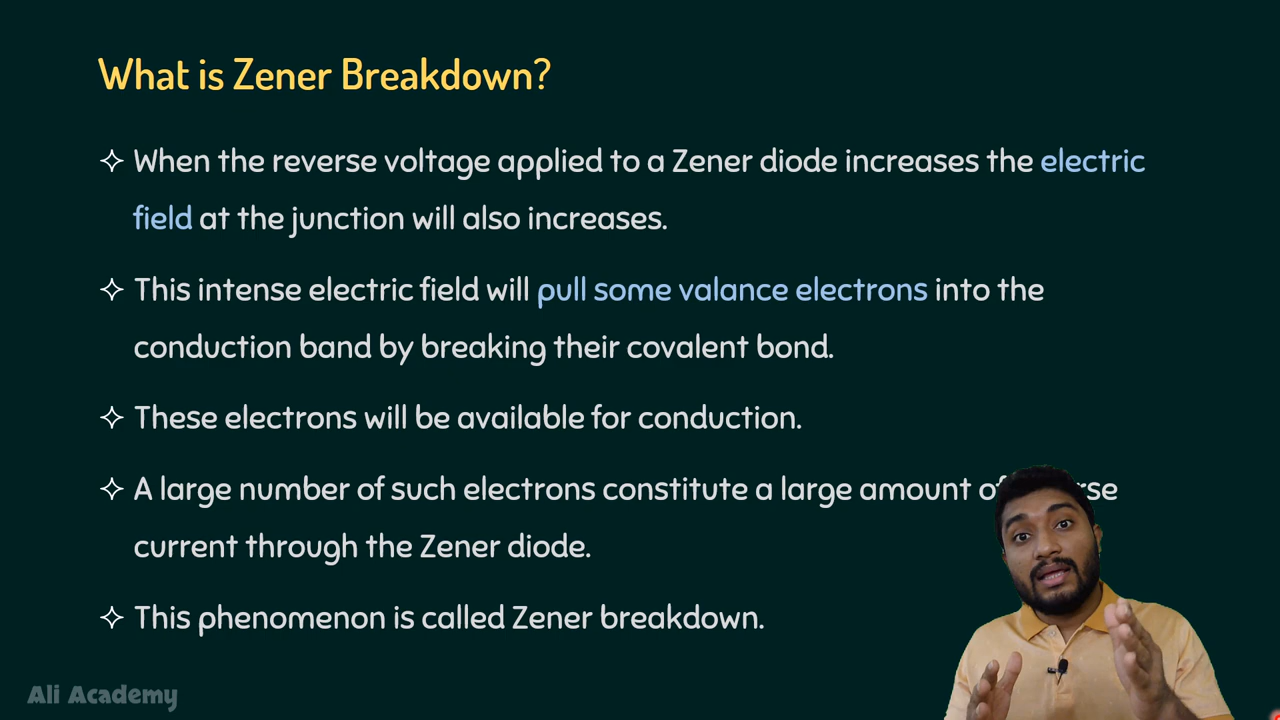 What is Zener Breakdown?
✧ When the reverse voltage applied to a Zener diode increases the electric
field at the junction will also increases.
✧ This intense electric field will pull some valance electrons into the
conduction band by breaking their covalent bond.
✧ These electrons will be available for conduction.
✧ A large number of such electrons constitute a large amount of
current through the Zener diode.
✧ This phenomenon is called Zener breakdown.
Ali Academy